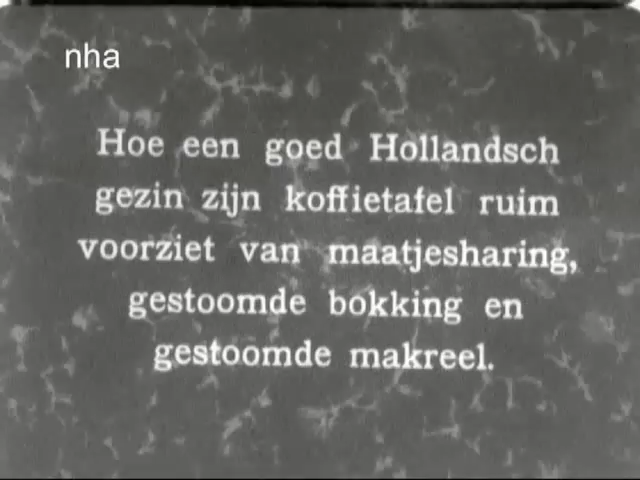 nha
Hoe een goed Hollandsch
gezin zijn koffietafel ruim
voorziet van maatjesharing,
gestoomde bokking en
gestoomde makreel.